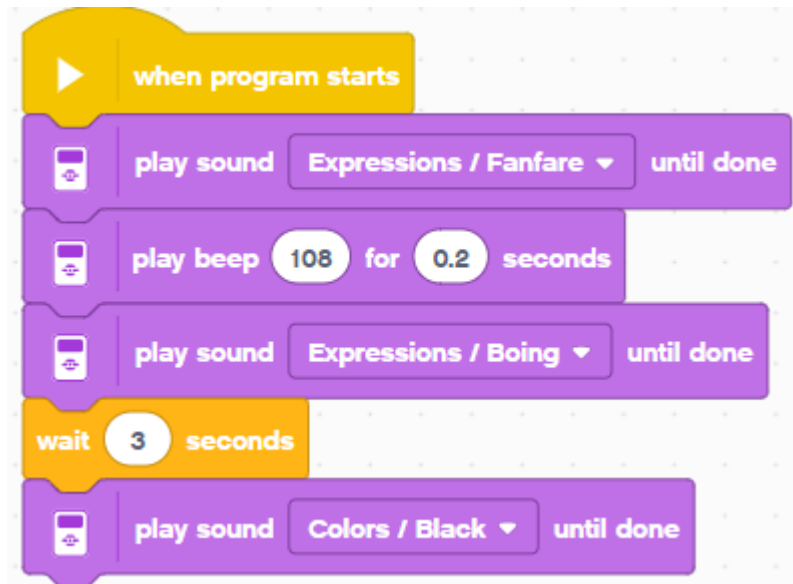 when program starts
play sound Expressions / Fanfare until done
play beep 108 for 0.2 seconds
play sound Expressions / Boing until done
wait 3 seconds
play sound Colors / Black until done